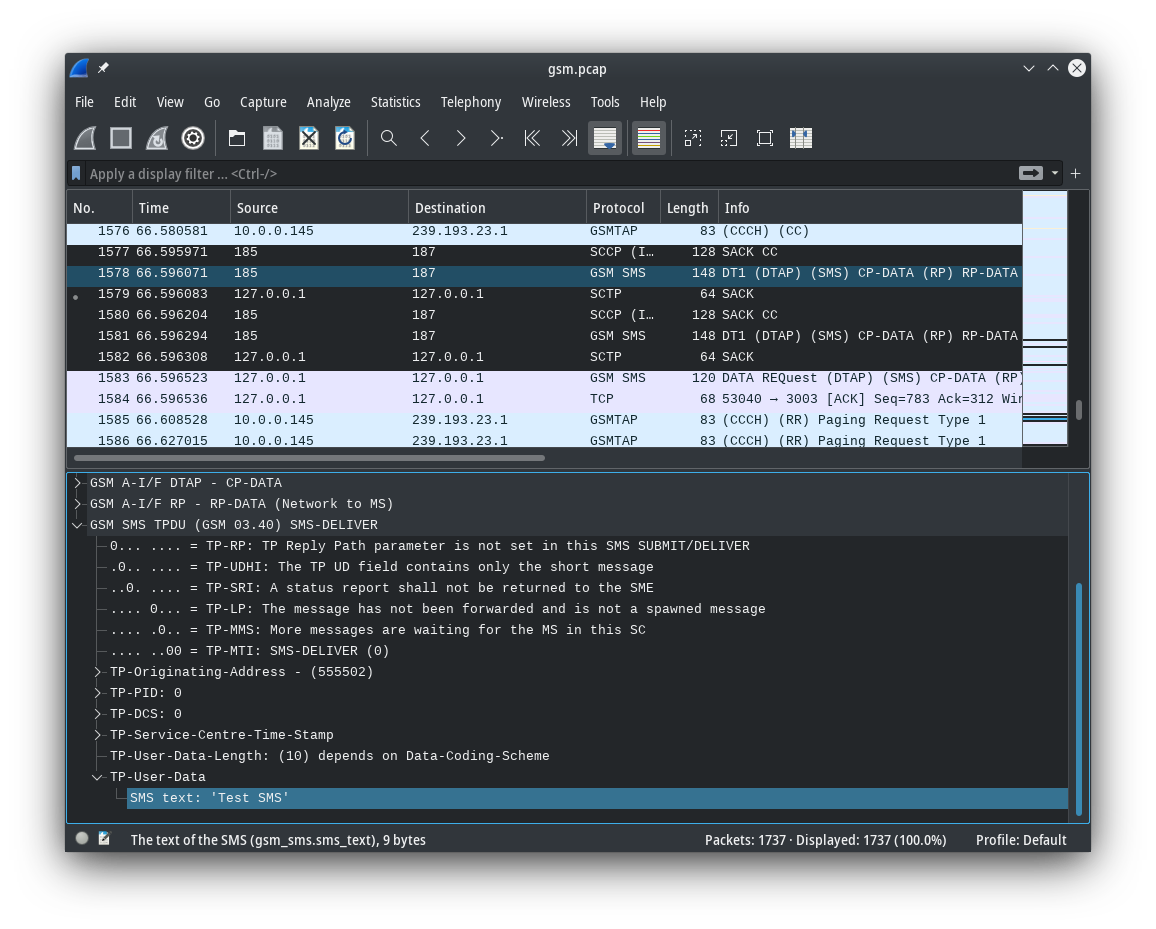 gsm.pcap
File Edit View Go Capture Analyze Statistics Telephony Wireless Tools Help
Apply a display filter ... <Ctrl-/>
No. Time Source Destination Protocol Length Info
1576 66.580581 10.0.0.145 239.193.23.1 GSMTAP 83 (CCCH) (CC)
1577 66.595971 185 187 SCCP (I… 128 SACK CC
1578 66.596071 185 187 GSM SMS 148 DT1 (DTAP) (SMS) CP-DATA (RP) RP-DATA
1579 66.596083 127.0.0.1 127.0.0.1 SCTP 64 SACK
1580 66.596204 185 187 SCCP (I… 128 SACK CC
1581 66.596294 185 187 GSM SMS 148 DT1 (DTAP) (SMS) CP-DATA (RP) RP-DATA
1582 66.596308 127.0.0.1 127.0.0.1 SCTP 64 SACK
1583 66.596523 127.0.0.1 127.0.0.1 GSM SMS 120 DATA REQuest (DTAP) (SMS) CP-DATA (RP)
1584 66.596536 127.0.0.1 127.0.0.1 TCP 68 53040 → 3003 [ACK] Seq=783 Ack=312 Win
1585 66.608528 10.0.0.145 239.193.23.1 GSMTAP 83 (CCCH) (RR) Paging Request Type 1
1586 66.627015 10.0.0.145 239.193.23.1 GSMTAP 83 (CCCH) (RR) Paging Request Type 1
GSM A-I/F DTAP - CP-DATA
GSM A-I/F RP - RP-DATA (Network to MS)
GSM SMS TPDU (GSM 03.40) SMS-DELIVER
0... .... = TP-RP: TP Reply Path parameter is not set in this SMS SUBMIT/DELIVER
.0.. .... = TP-UDHI: The TP UD field contains only the short message
..0. .... = TP-SRI: A status report shall not be returned to the SME
.... 0... = TP-LP: The message has not been forwarded and is not a spawned message
.... .0.. = TP-MMS: More messages are waiting for the MS in this SC
.... ..00 = TP-MTI: SMS-DELIVER (0)
TP-Originating-Address - (555502)
TP-PID: 0
TP-DCS: 0
TP-Service-Centre-Time-Stamp
TP-User-Data-Length: (10) depends on Data-Coding-Scheme
TP-User-Data
SMS text: 'Test SMS'
The text of the SMS (gsm_sms.sms_text), 9 bytes Packets: 1737 · Displayed: 1737 (100.0%) Profile: Default